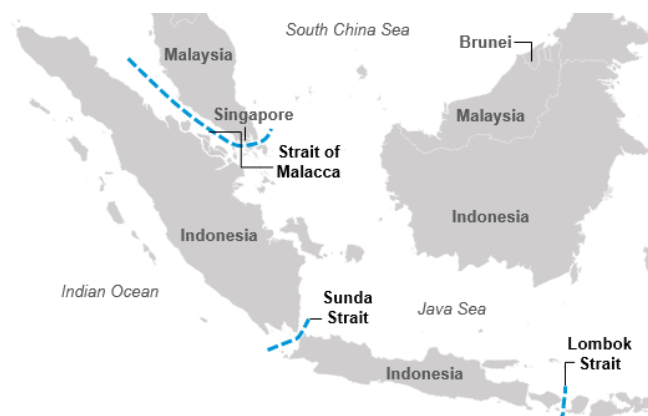 South China Sea
Brunei
Malaysia
Malaysia
Singapore
Strait of
Malacca
Indonesia
Indonesia
Indian Ocean
Sunda
Strait
Java Sea
Lombok
Strait
Indonesia